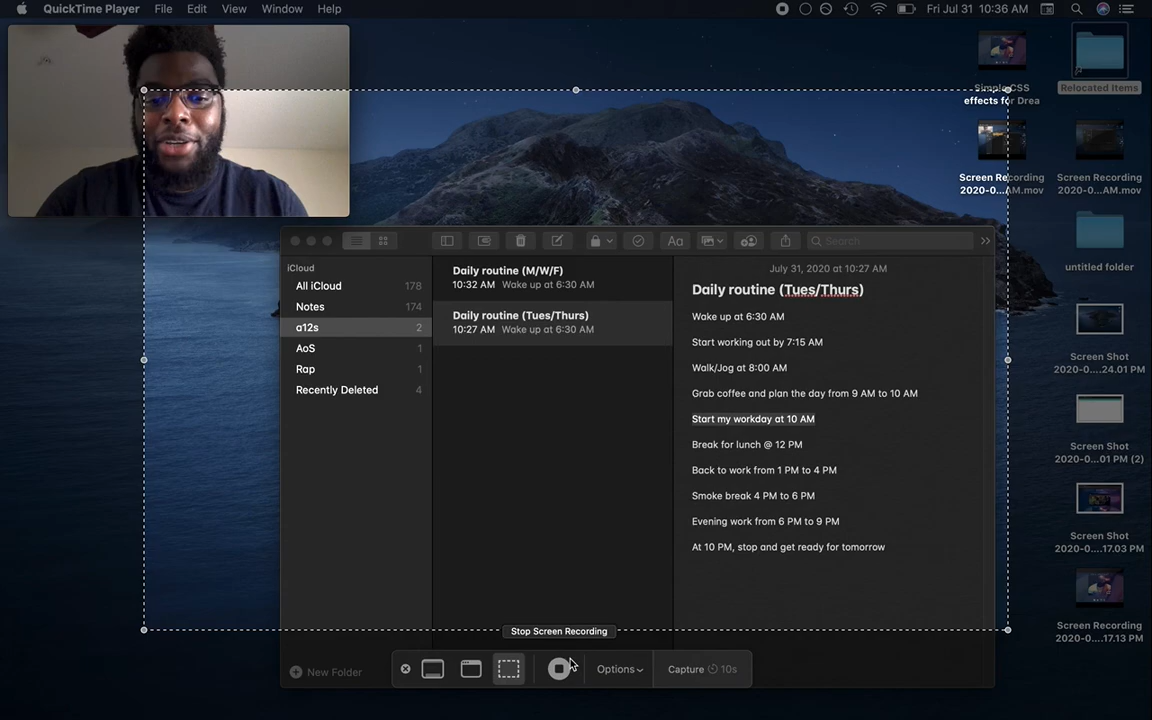 QuickTime Player File Edit View Window Help
Fri Jul 31 10:36 AM
Simple CSS
effects for Drea
Relocated Items
Screen Recording
2020-0...AM.mov
Screen Recording
2020-0...AM.mov
untitled folder
Screen Shot
2020-0....24.01 PM
Screen Shot
2020-0...01 PM (2)
Screen Shot
2020-0....17.03 PM
Screen Recording
2020-0....17.13 PM
Aa
Search
iCloud
All iCloud 178
Notes 174
a12s 2
AoS 1
Rap 1
Recently Deleted 4
New Folder
Daily routine (M/W/F)
10:32 AM Wake up at 6:30 AM
Daily routine (Tues/Thurs)
10:27 AM Wake up at 6:30 AM
July 31, 2020 at 10:27 AM
Daily routine (Tues/Thurs)
Wake up at 6:30 AM
Start working out by 7:15 AM
Walk/Jog at 8:00 AM
Grab coffee and plan the day from 9 AM to 10 AM
Start my workday at 10 AM
Break for lunch @ 12 PM
Back to work from 1 PM to 4 PM
Smoke break 4 PM to 6 PM
Evening work from 6 PM to 9 PM
At 10 PM, stop and get ready for tomorrow
Stop Screen Recording
Options
Capture 10s